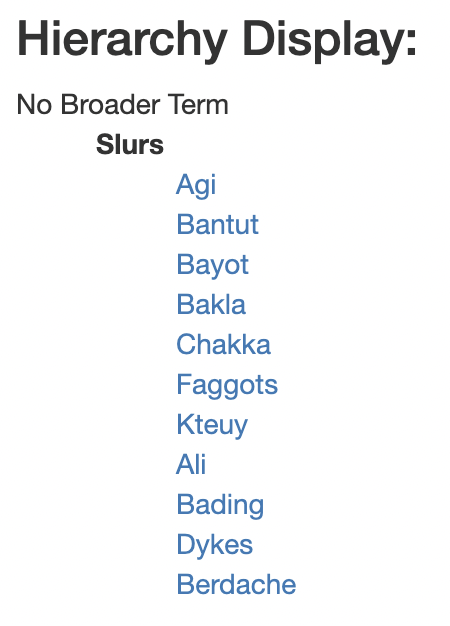 Hierarchy Display:
No Broader Term
Slurs
Agi
Bantut
Bayot
Bakla
Chakka
Faggots
Kteuy
Ali
Bading
Dykes
Berdache